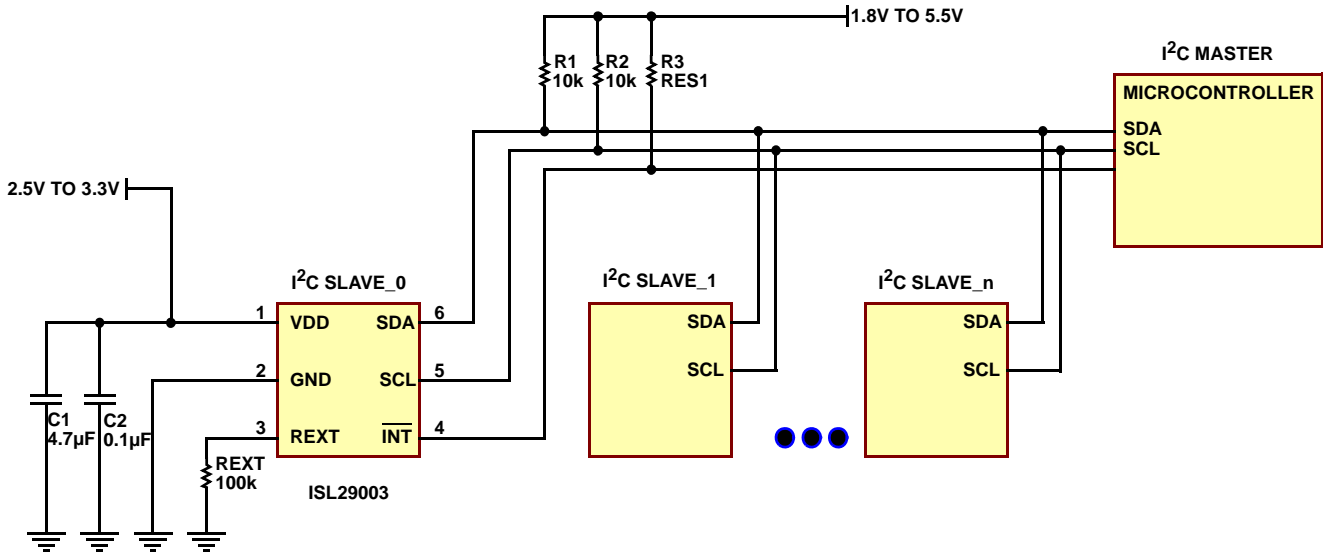 1.8V TO 5.5V
R1
10k
R2
10k
R3
RES1
I²C MASTER
MICROCONTROLLER
SDA
SCL
2.5V TO 3.3V
I²C SLAVE_0
1
VDD
SDA
6
2
GND
SCL
5
3
REXT
INT
4
C1
4.7µF
C2
0.1µF
REXT
100k
ISL29003
I²C SLAVE_1
SDA
SCL
I²C SLAVE_n
SDA
SCL